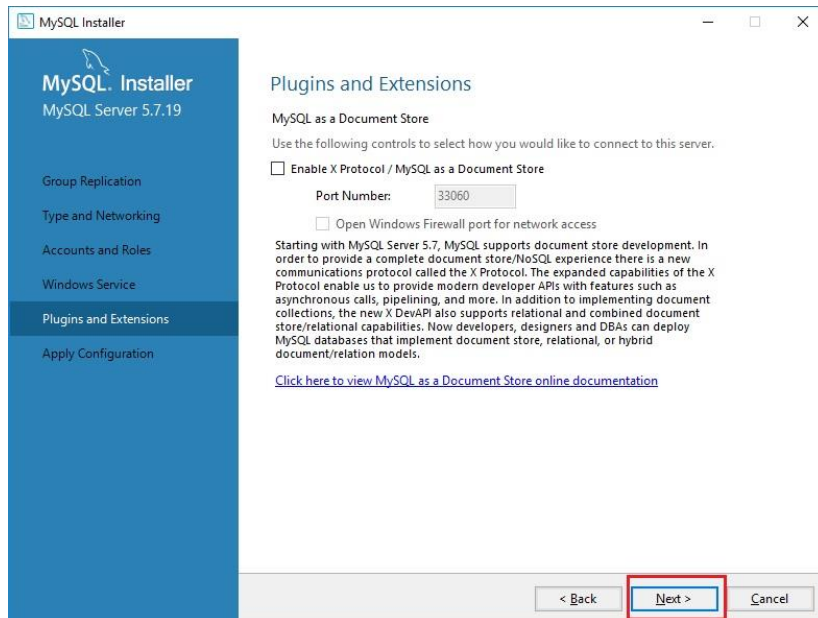 MySQL Installer
MySQL. Installer
MySQL Server 5.7.19
Group Replication
Type and Networking
Accounts and Roles
Windows Service
Plugins and Extensions
Apply Configuration
Plugins and Extensions
MySQL as a Document Store
Use the following controls to select how you would like to connect to this server.
Enable X Protocol / MySQL as a Document Store
Port Number: 33060
Open Windows Firewall port for network access
Starting with MySQL Server 5.7, MySQL supports document store development. In
order to provide a complete document store/NoSQL experience there is a new
communications protocol called the X Protocol. The expanded capabilities of the X
Protocol enable us to provide modern developer APIs with features such as
asynchronous calls, pipelining, and more. In addition to implementing document
collections, the new X DevAPI also supports relational and combined document
store/relational capabilities. Now developers, designers and DBAs can deploy
MySQL databases that implement document store, relational, or hybrid
document/relation models.
Click here to view MySQL as a Document Store online documentation
< Back Next > Cancel